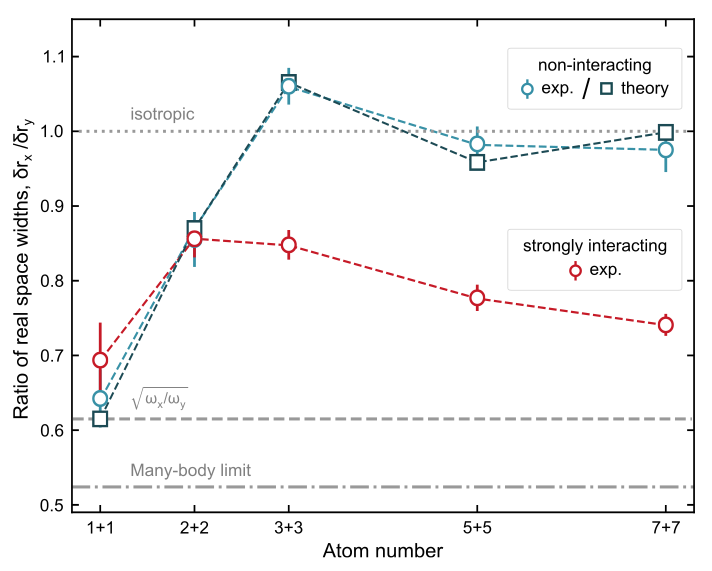 1.1
1.0
0.9
0.8
0.7
0.6
0.5
Ratio of real space widths, δrₓ /δr_y
isotropic
√ωₓ/ω_y
Many-body limit
non-interacting
exp. / theory
strongly interacting
exp.
1+1 2+2 3+3 5+5 7+7
Atom number